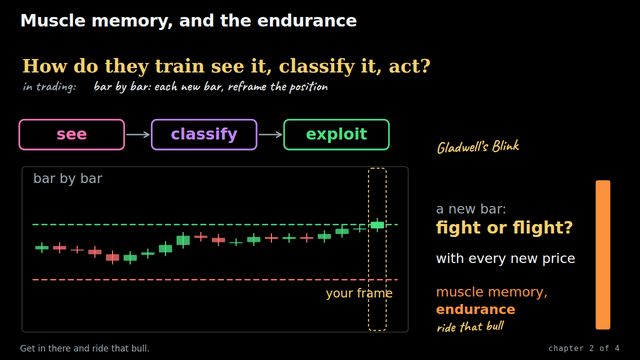 Muscle memory, and the endurance
How do they train see it, classify it, act?
in trading: bar by bar: each new bar, reframe the position
see classify exploit
Gladwell's Blink
bar by bar
your frame
a new bar:
fight or flight?
with every new price
muscle memory,
endurance
ride that bull
Get in there and ride that bull.
chapter 2 of 4